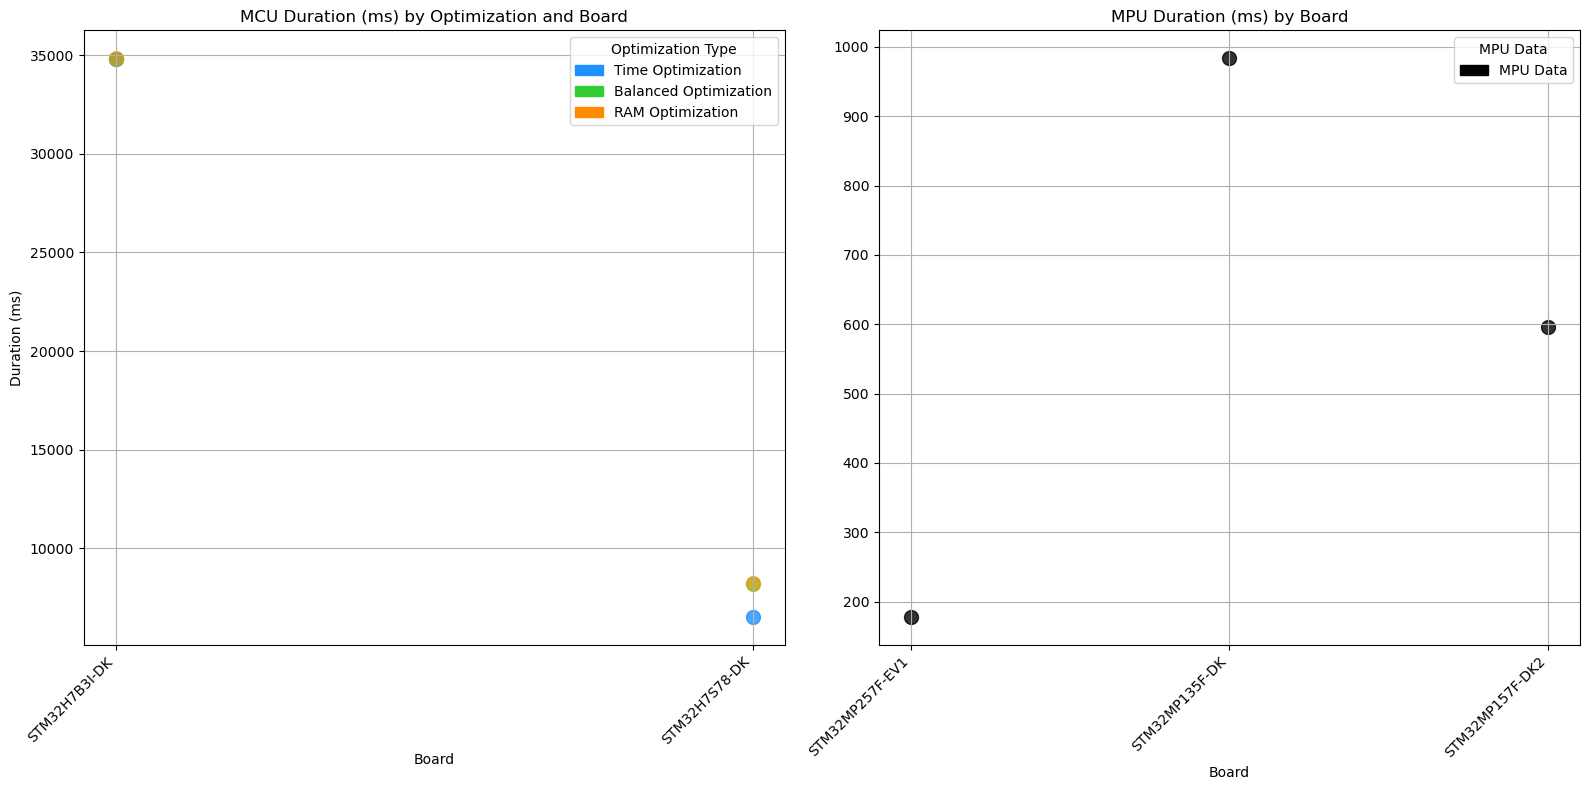 MCU Duration (ms) by Optimization and Board
Duration (ms)
35000
30000
25000
20000
15000
10000
Optimization Type
Time Optimization
Balanced Optimization
RAM Optimization
STM32H7B3I-DK
STM32H7S78-DK
Board
MPU Duration (ms) by Board
1000
900
800
700
600
500
400
300
200
MPU Data
MPU Data
STM32MP257F-EV1
STM32MP135F-DK
STM32MP157F-DK2
Board